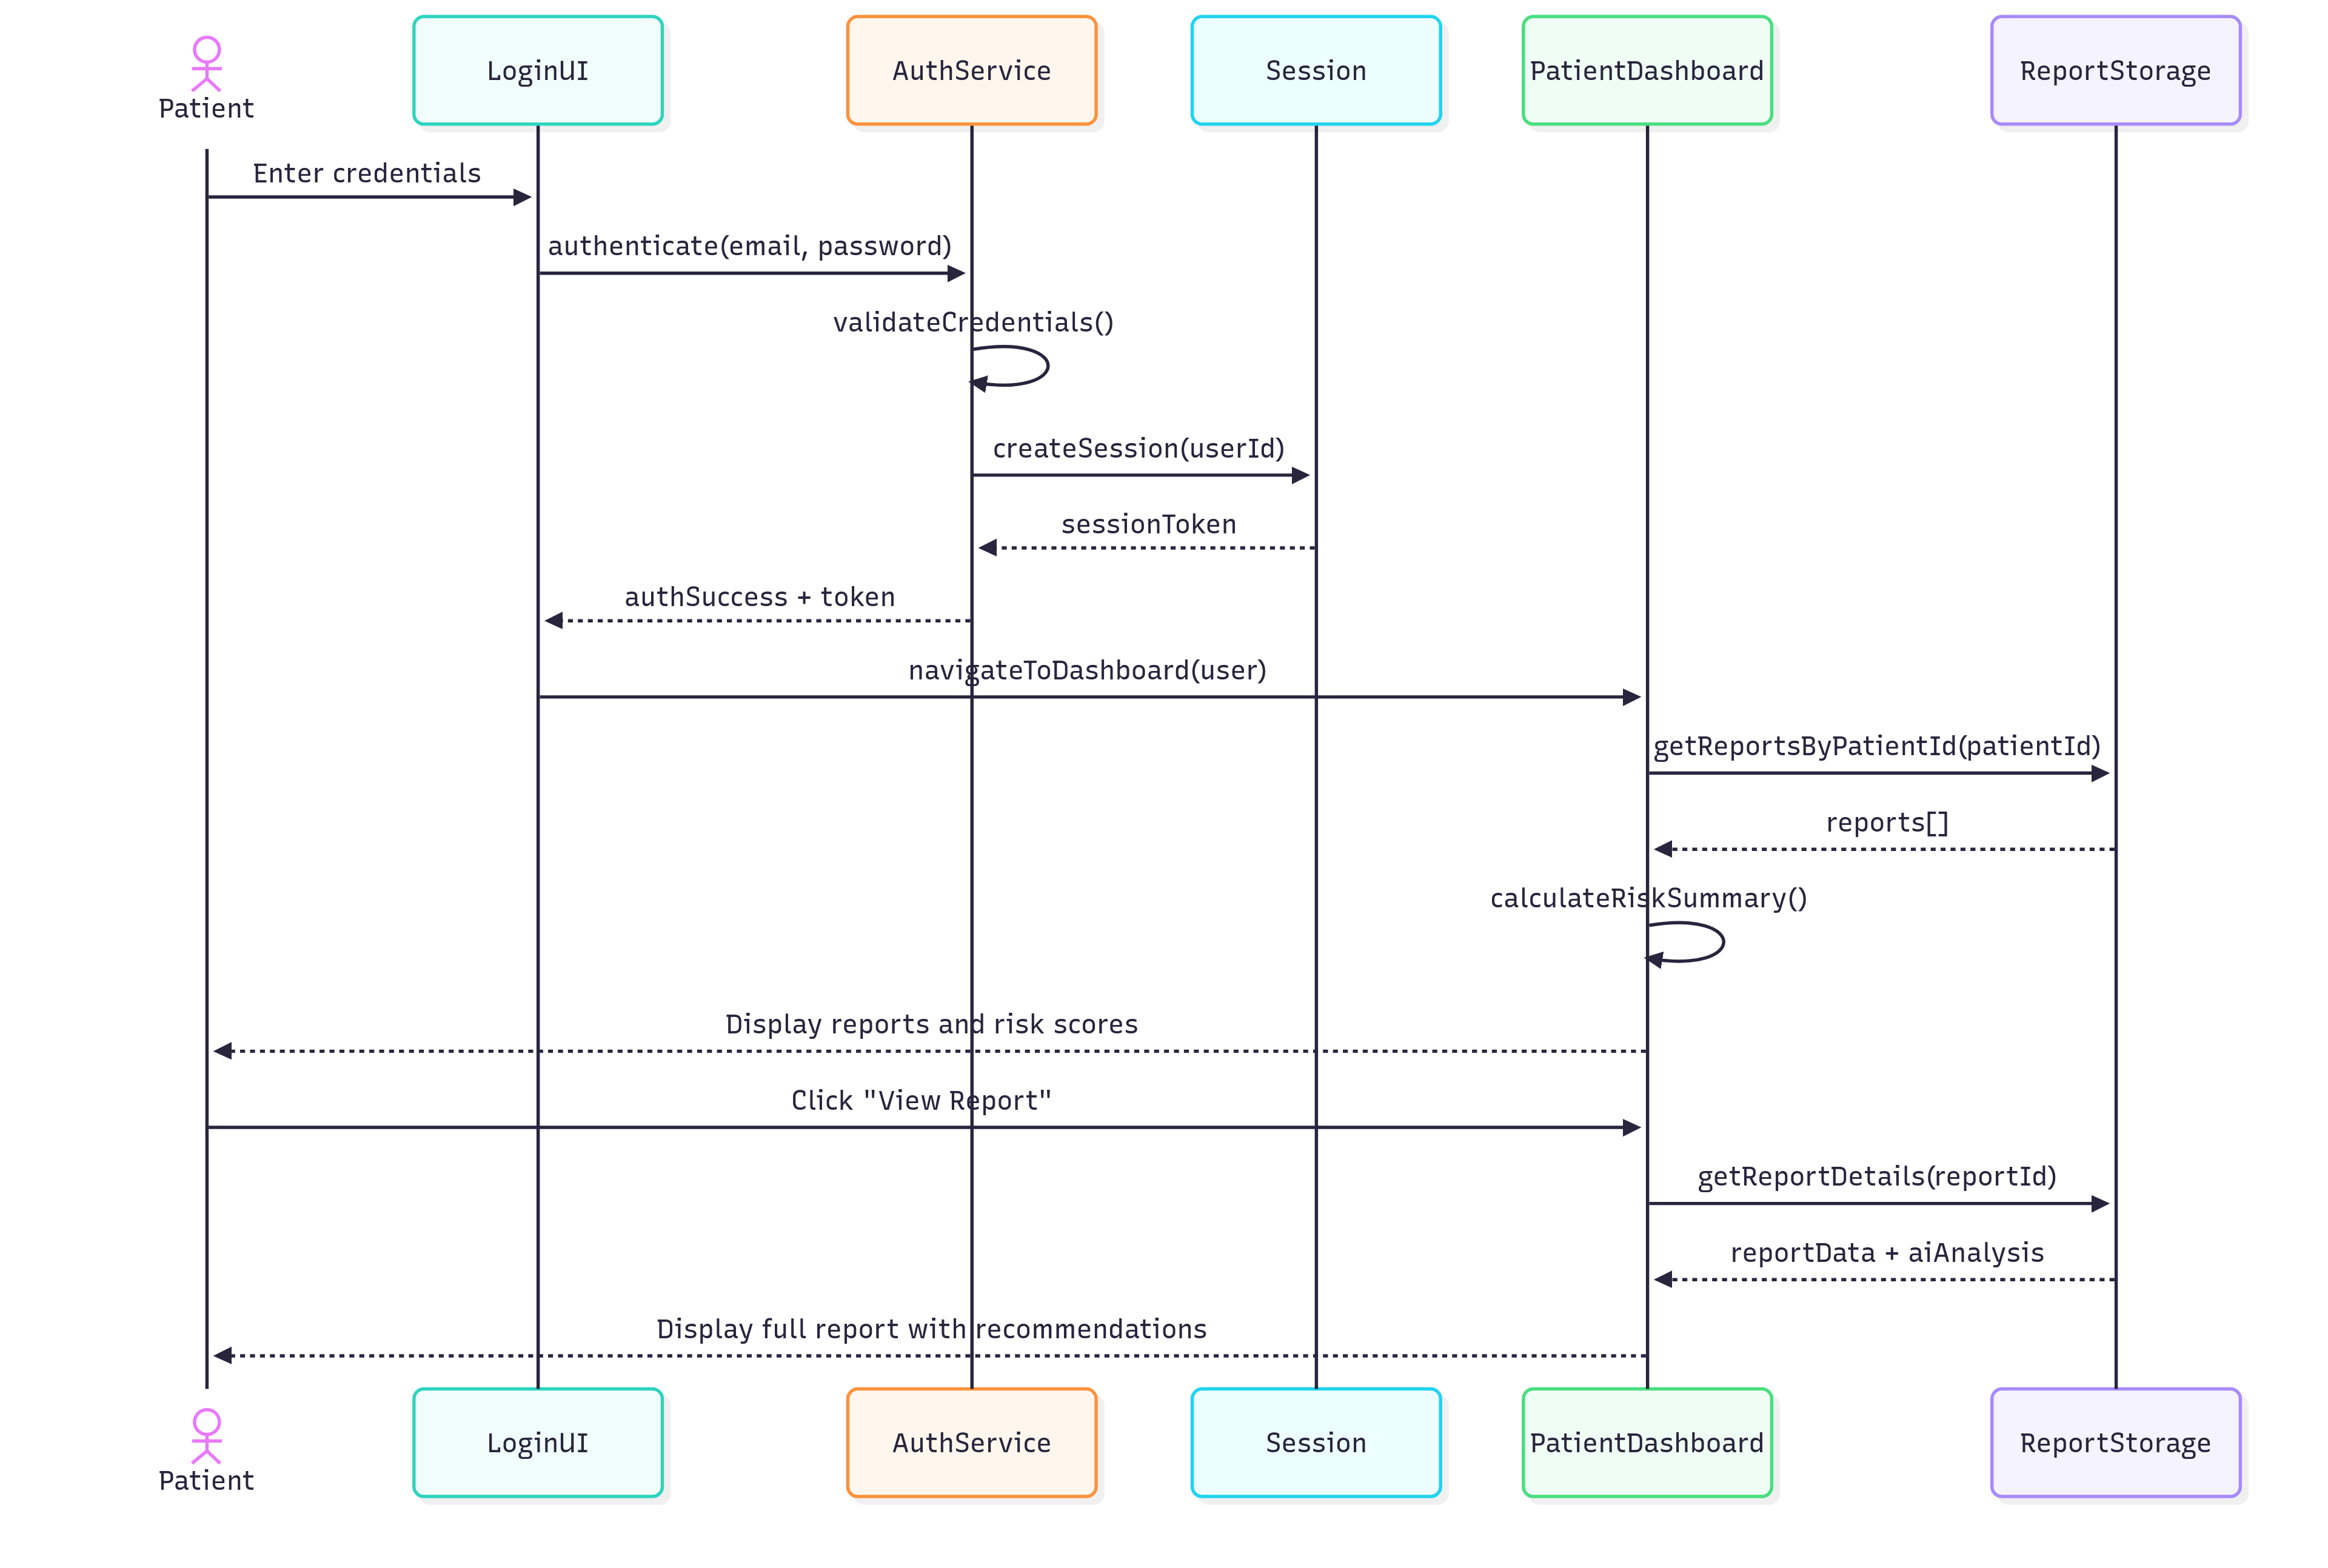 Patient
LoginUI
AuthService
Session
PatientDashboard
ReportStorage
Enter credentials
authenticate(email, password)
validateCredentials()
createSession(userId)
sessionToken
authSuccess + token
navigateToDashboard(user)
getReportsByPatientId(patientId)
reports[]
calculateRiskSummary()
Display reports and risk scores
Click "View Report"
getReportDetails(reportId)
reportData + aiAnalysis
Display full report with recommendations
Patient
LoginUI
AuthService
Session
PatientDashboard
ReportStorage